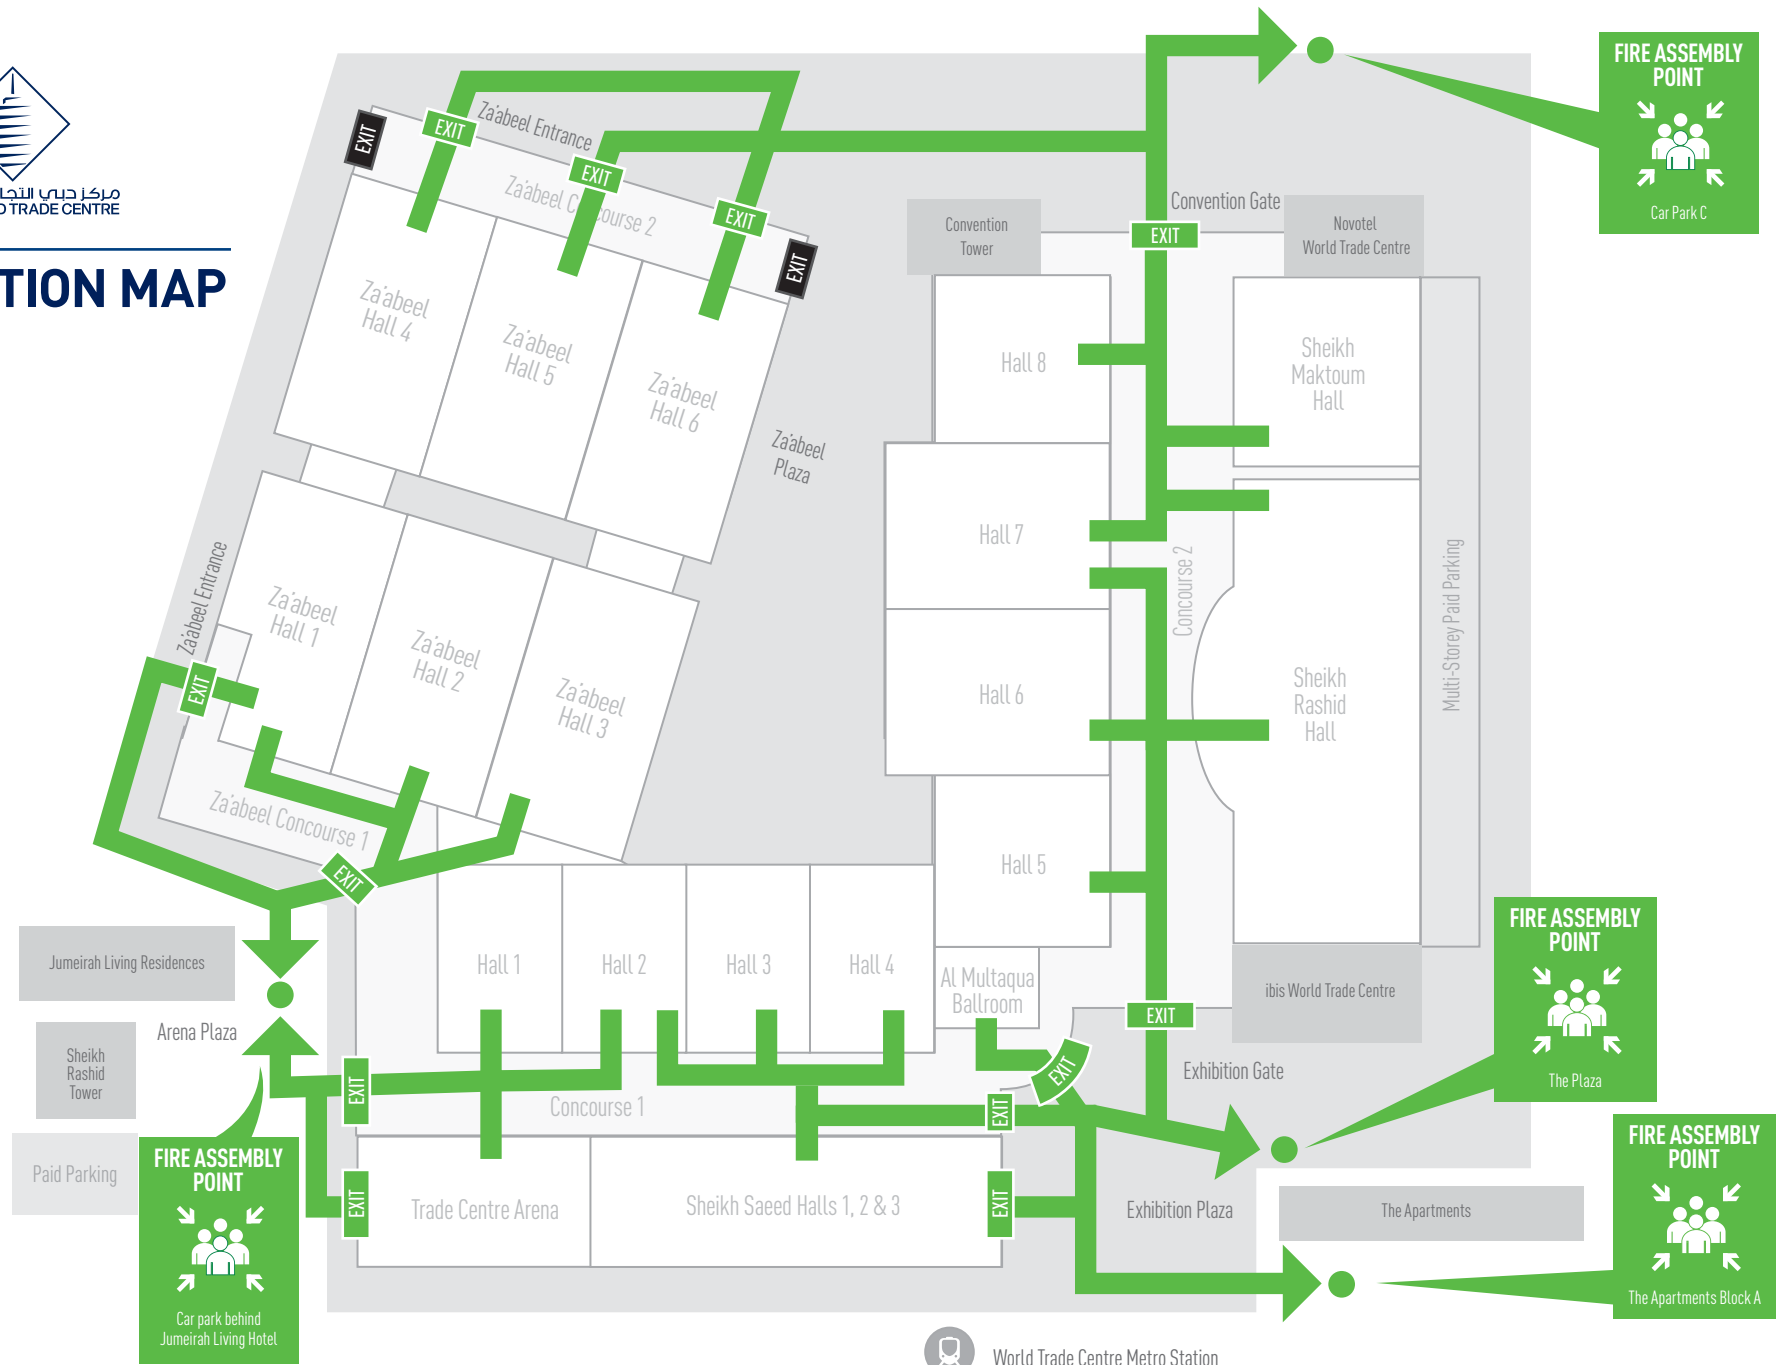 مركز دبي التجا
D TRADE CENTRE
TION MAP
EXIT
EXIT
Za'abeel Entrance
EXIT
Za'abeel Concourse 2
EXIT
EXIT
Za'abeel
Hall 4
Za'abeel
Hall 5
Za'abeel
Hall 6
Za'abeel
Plaza
Convention
Tower
Convention Gate
EXIT
Novotel
World Trade Centre
FIRE ASSEMBLY
POINT
Car Park C
Hall 8
Sheikh
Maktoum
Hall
Hall 7
Concourse 2
Hall 6
Sheikh
Rashid
Hall
Multi-Storey Paid Parking
Hall 5
Za'abeel Entrance
Za'abeel
Hall 1
Za'abeel
Hall 2
Za'abeel
Hall 3
EXIT
Za'abeel Concourse 1
EXIT
Jumeirah Living Residences
Arena Plaza
Sheikh
Rashid
Tower
Paid Parking
Hall 1
Hall 2
Hall 3
Hall 4
Al Multaqua
Ballroom
ibis World Trade Centre
EXIT
EXIT
Exhibition Gate
FIRE ASSEMBLY
POINT
The Plaza
EXIT
Concourse 1
EXIT
EXIT
Trade Centre Arena
Sheikh Saeed Halls 1, 2 & 3
EXIT
Exhibition Plaza
The Apartments
FIRE ASSEMBLY
POINT
The Apartments Block A
FIRE ASSEMBLY
POINT
Car park behind
Jumeirah Living Hotel
World Trade Centre Metro Station